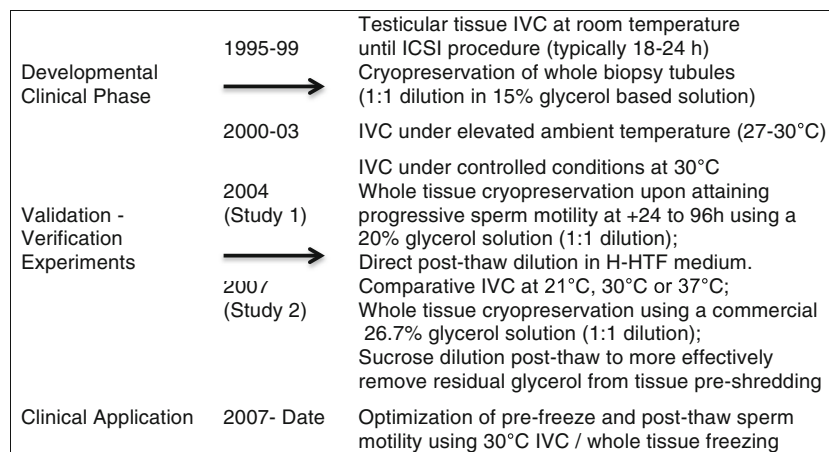 Testicular tissue IVC at room temperature
1995-99 until ICSI procedure (typically 18-24 h)
Developmental Cryopreservation of whole biopsy tubules
Clinical Phase (1:1 dilution in 15% glycerol based solution)
2000-03 IVC under elevated ambient temperature (27-30°C)
IVC under controlled conditions at 30°C
2004 Whole tissue cryopreservation upon attaining
Validation - (Study 1) progressive sperm motility at +24 to 96h using a
Verification 20% glycerol solution (1:1 dilution);
Experiments Direct post-thaw dilution in H-HTF medium.
2007 Comparative IVC at 21°C, 30°C or 37°C;
(Study 2) Whole tissue cryopreservation using a commercial
26.7% glycerol solution (1:1 dilution);
Sucrose dilution post-thaw to more effectively
remove residual glycerol from tissue pre-shredding
Clinical Application 2007- Date Optimization of pre-freeze and post-thaw sperm
motility using 30°C IVC / whole tissue freezing